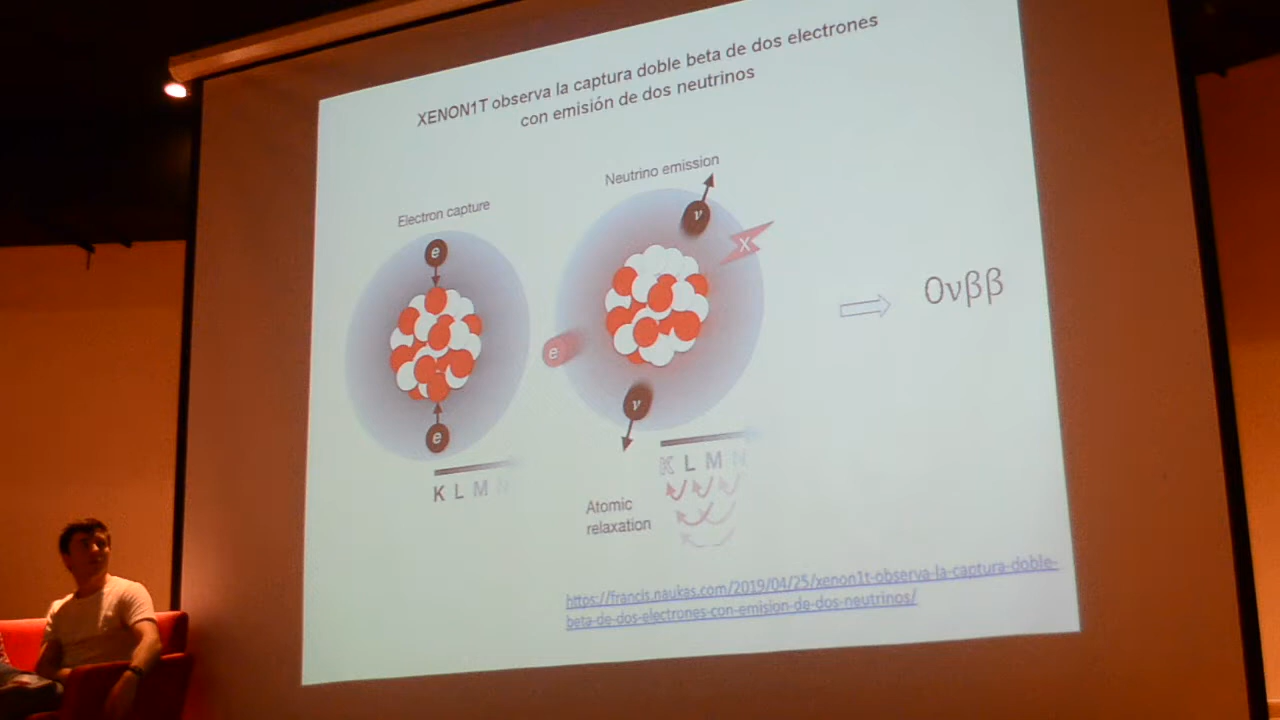 XENON1T observa la captura doble beta de dos electrones
con emisión de dos neutrinos
Electron capture
e
e
K L M N
Neutrino emission
ν
X
e
ν
K L M N
Atomic
relaxation
0νββ
https://francis.naukas.com/2019/04/25/xenon1t-observa-la-captura-doble-
beta-de-dos-electrones-con-emision-de-dos-neutrinos/